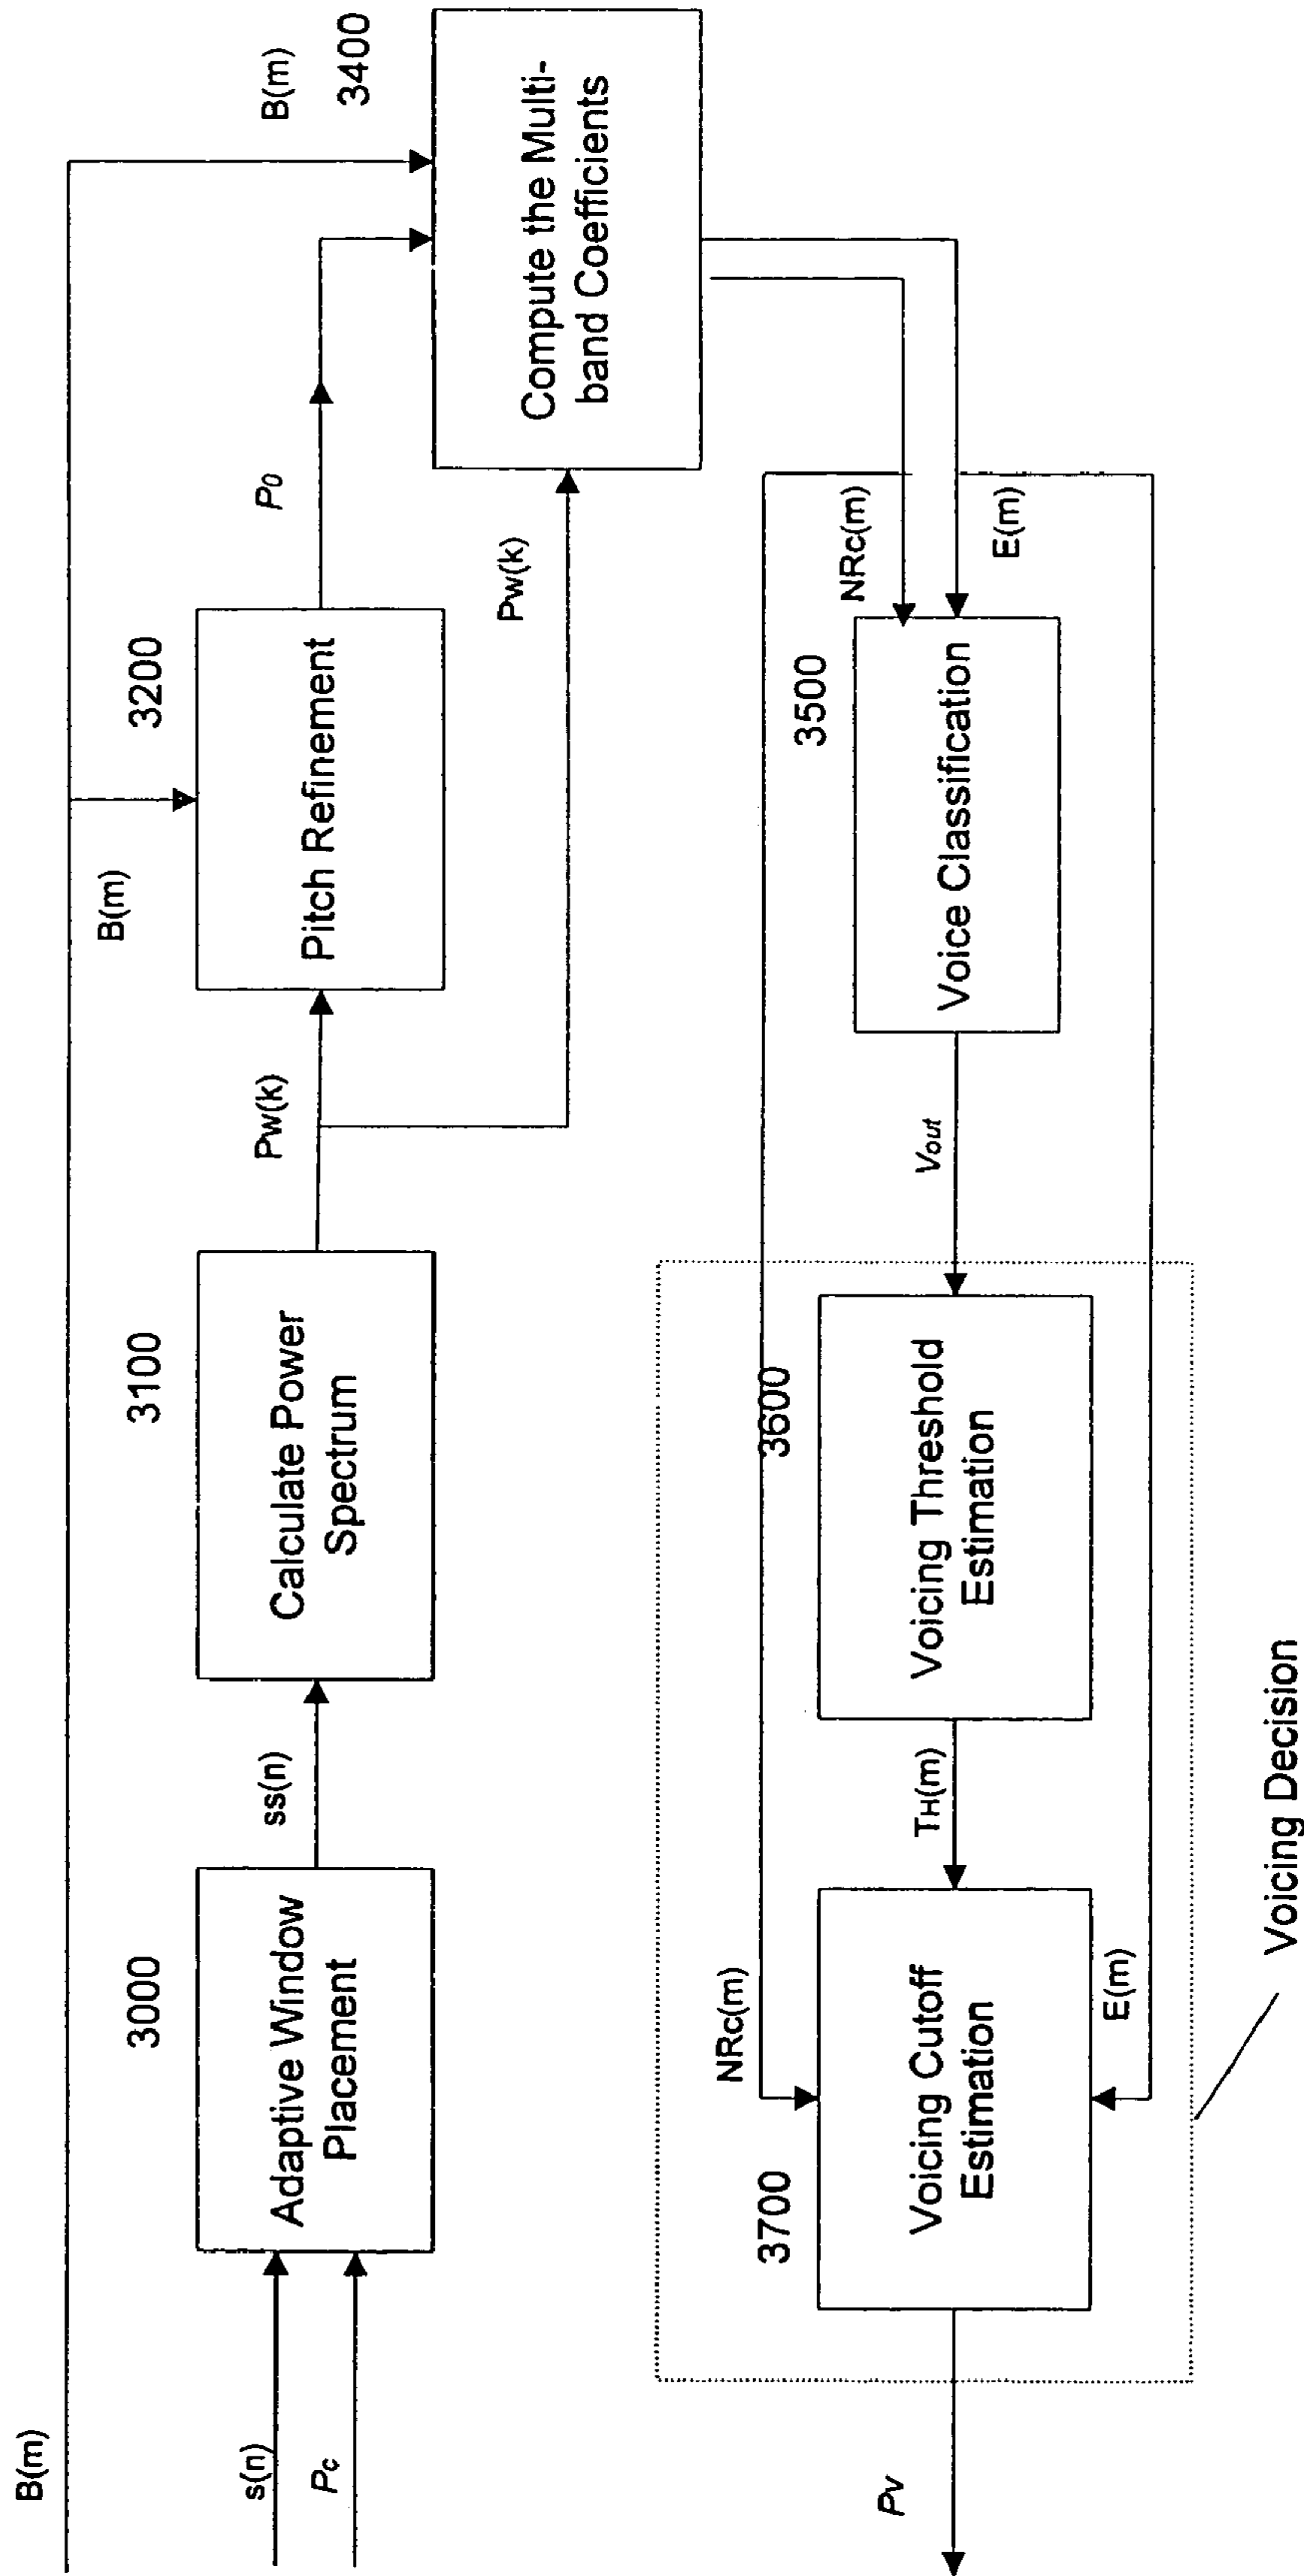 B(m)
B(m)
B(m)
3000
3100
3200
3400
s(n)
Pc
Adaptive Window
Placement
ss(n)
Calculate Power
Spectrum
Pw(k)
Pitch Refinement
P0
Pw(k)
Compute the Multi-
band Coefficients
NRc(m)
E(m)
3500
Voice Classification
Vout
3600
Voicing Threshold
Estimation
TH(m)
NRc(m)
3700
Voicing Cutoff
Estimation
E(m)
Pv
Voicing Decision